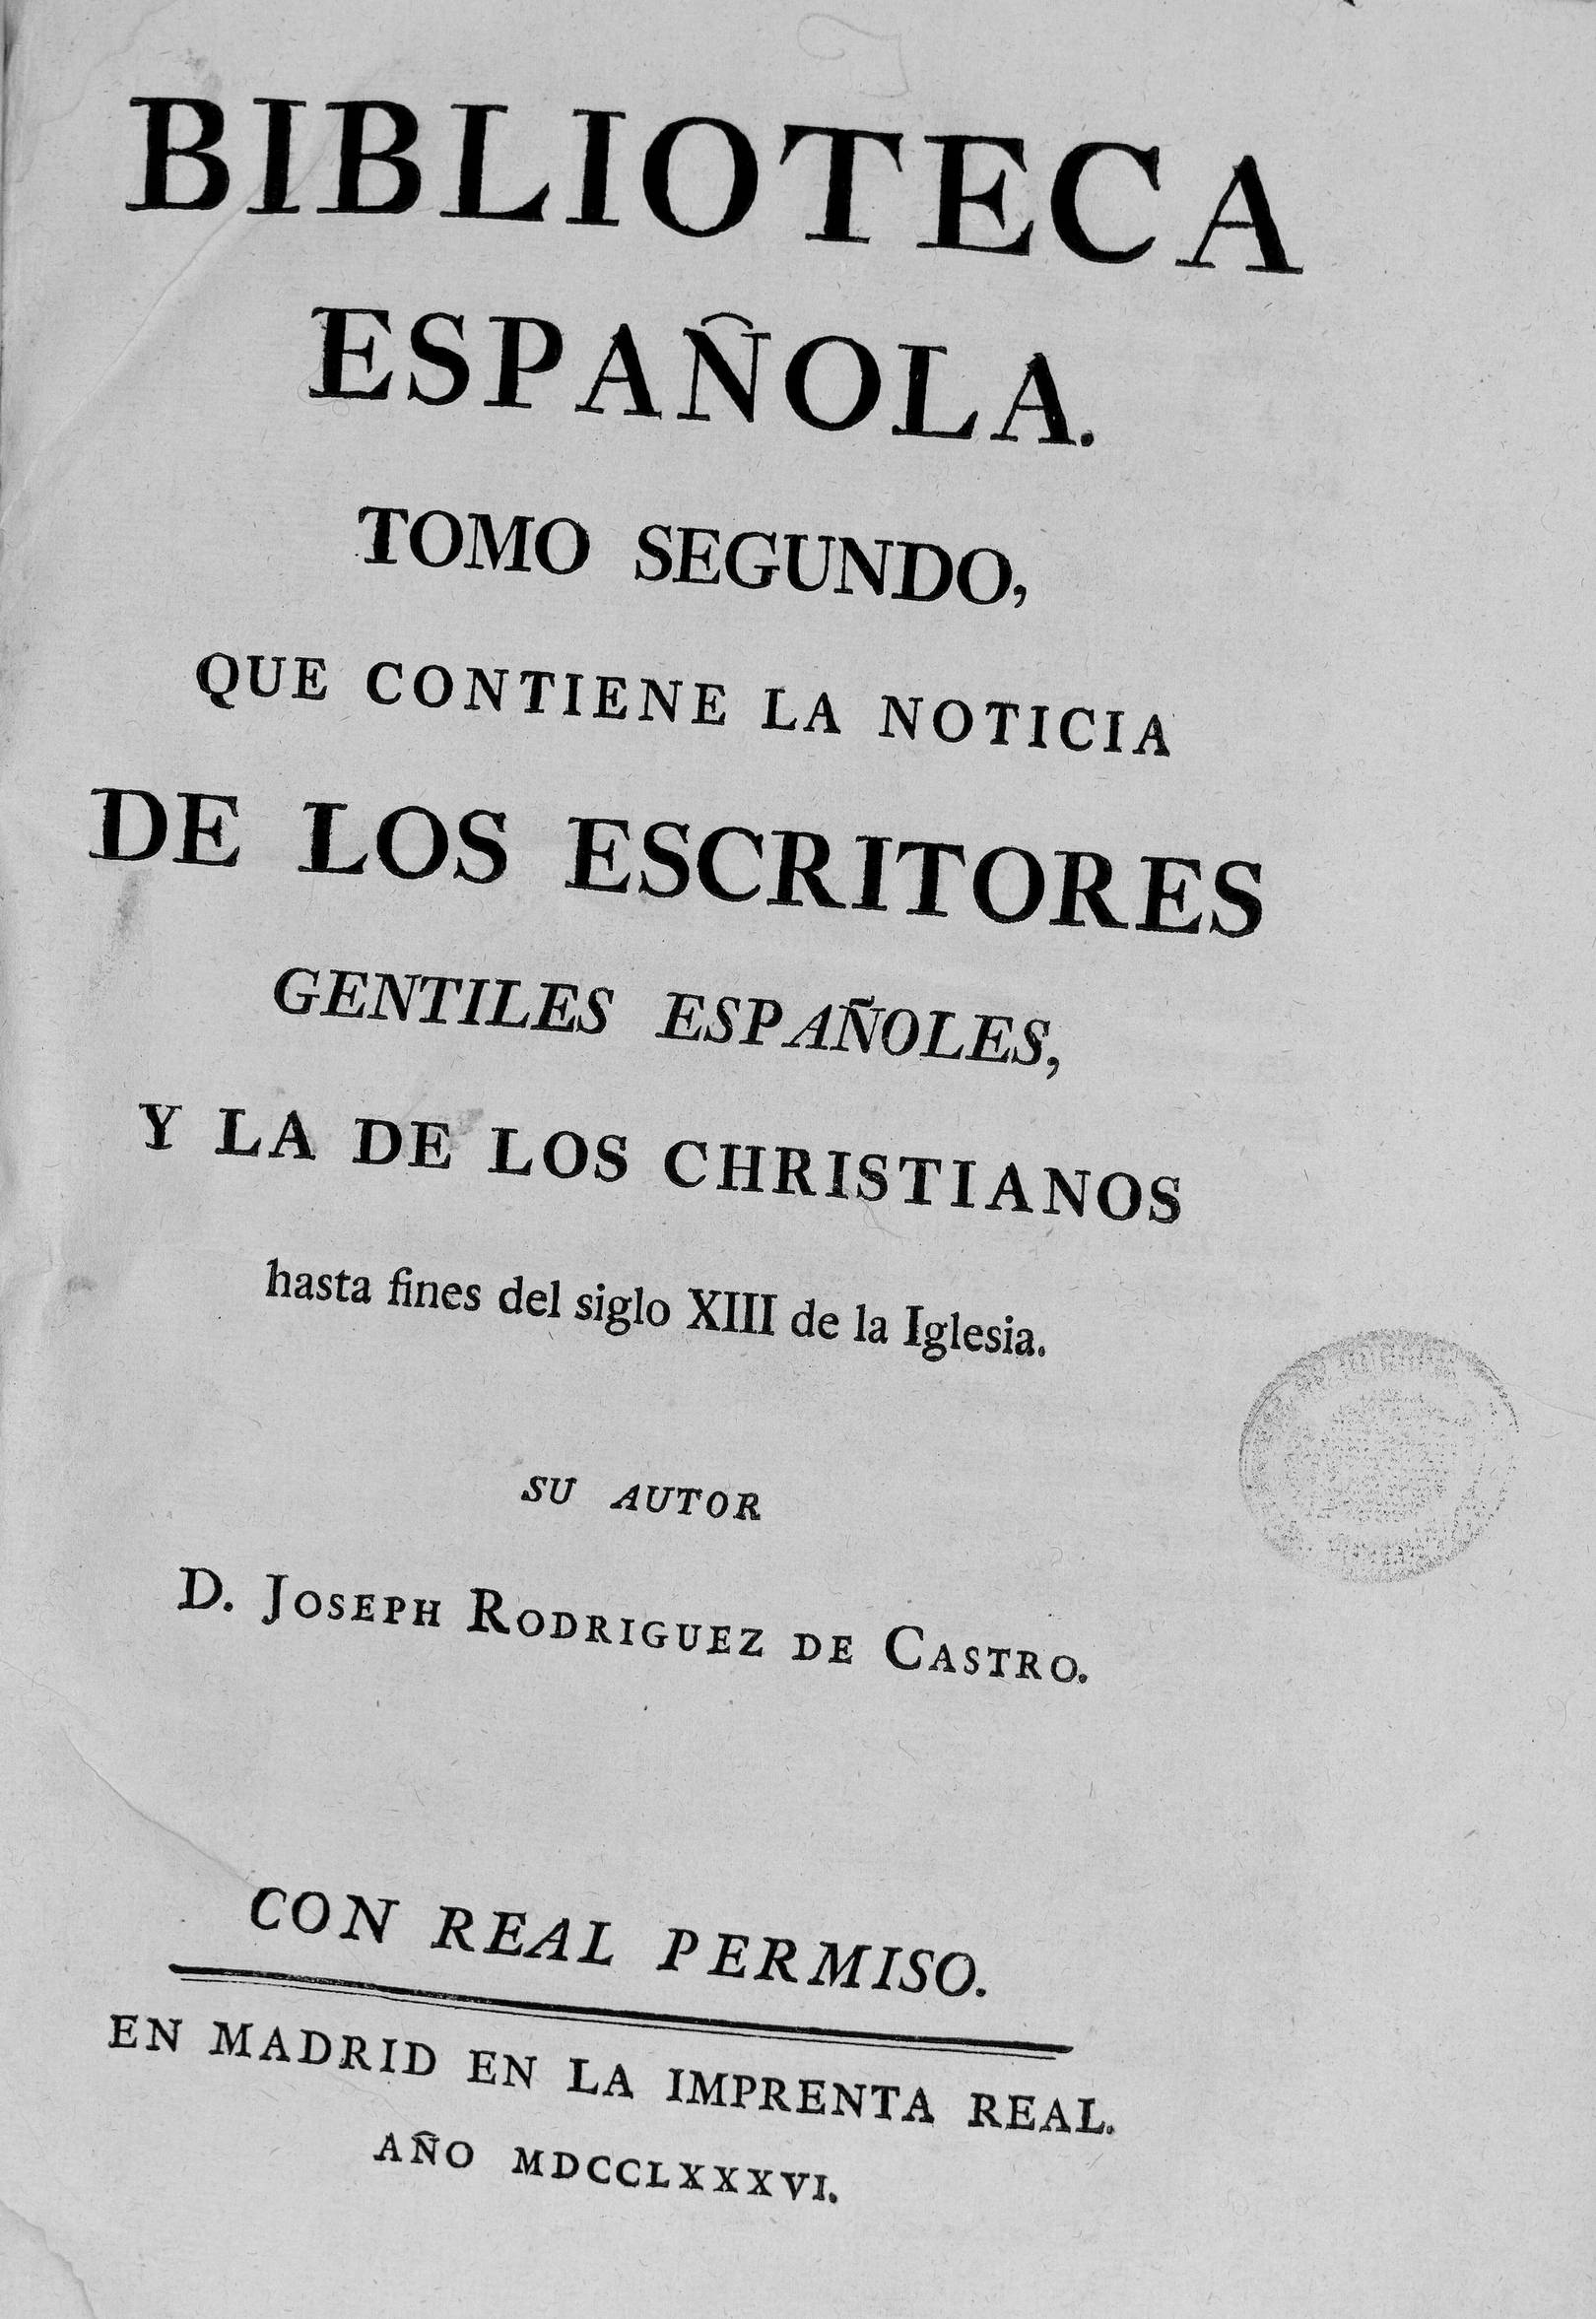 BIBLIOTECA
ESPAÑOLA.
TOMO SEGUNDO,
QUE CONTIENE LA NOTICIA
DE LOS ESCRITORES
GENTILES ESPAÑOLES,
Y LA DE LOS CHRISTIANOS
hasta fines del siglo XIII de la Iglesia.
SU AUTOR
D. JOSEPH RODRIGUEZ DE CASTRO.
CON REAL PERMISO.
EN MADRID EN LA IMPRENTA REAL.
AÑO MDCCLXXXVI.